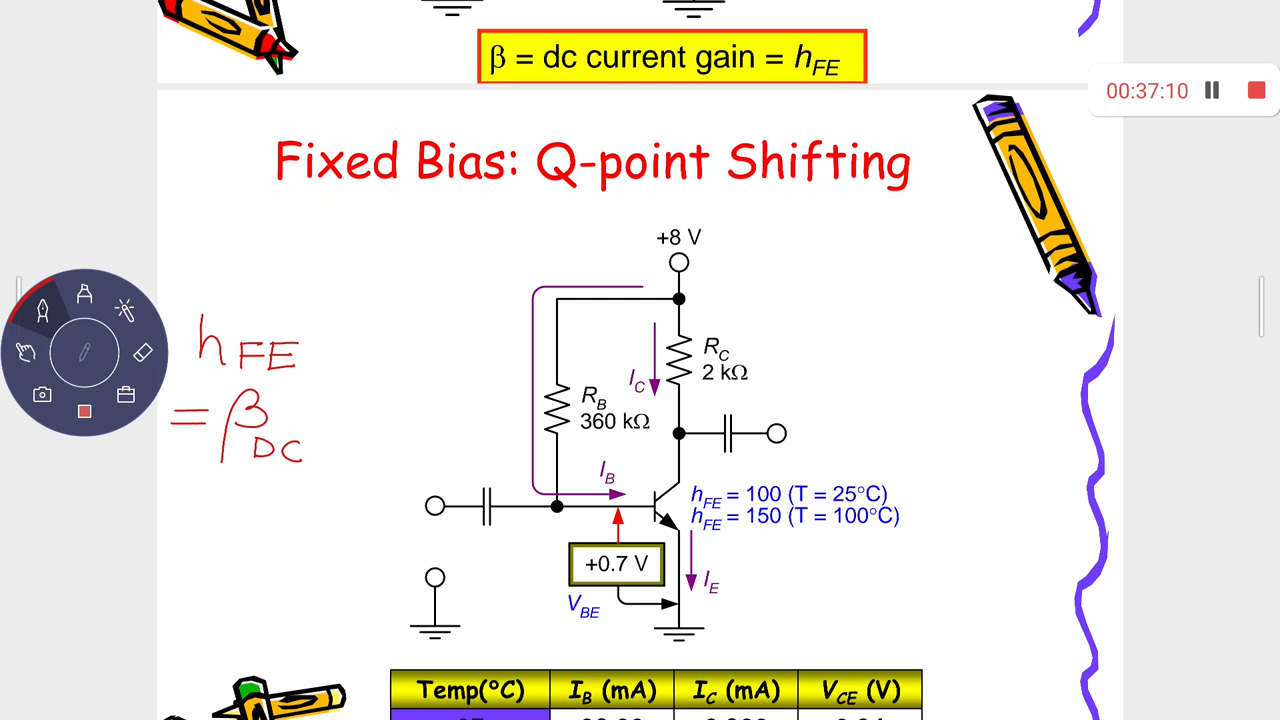 β = dc current gain = hFE
00:37:10
Fixed Bias: Q-point Shifting
+8 V
RC
2 kΩ
IC
RB
360 kΩ
IB
hFE = 100 (T = 25°C)
hFE = 150 (T = 100°C)
+0.7 V
VBE
IE
hFE
= βDC
Temp(°C) IB (mA) IC (mA) VCE (V)